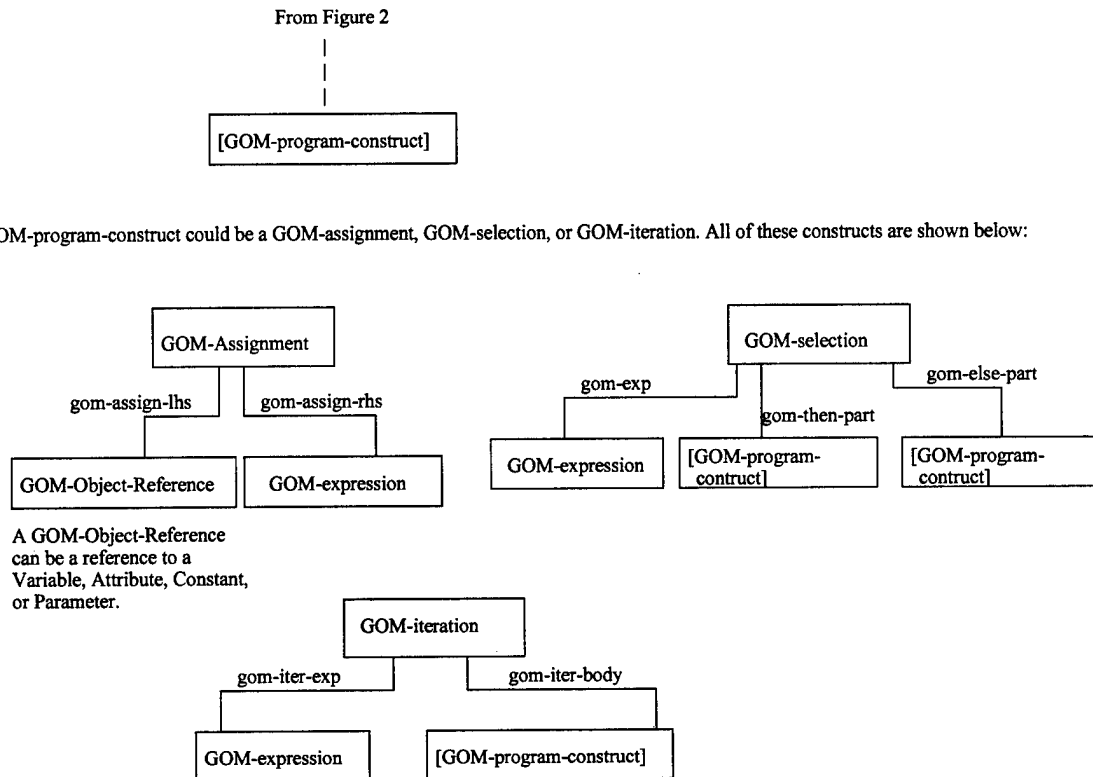 From Figure 2
[GOM-program-construct]
OM-program-construct could be a GOM-assignment, GOM-selection, or GOM-iteration. All of these constructs are shown below:
GOM-Assignment
gom-assign-lhs
gom-assign-rhs
GOM-Object-Reference
GOM-expression
A GOM-Object-Reference
can be a reference to a
Variable, Attribute, Constant,
or Parameter.
GOM-selection
gom-exp
gom-then-part
gom-else-part
GOM-expression
[GOM-program-
contruct]
[GOM-program-
contruct]
GOM-iteration
gom-iter-exp
gom-iter-body
GOM-expression
[GOM-program-construct]